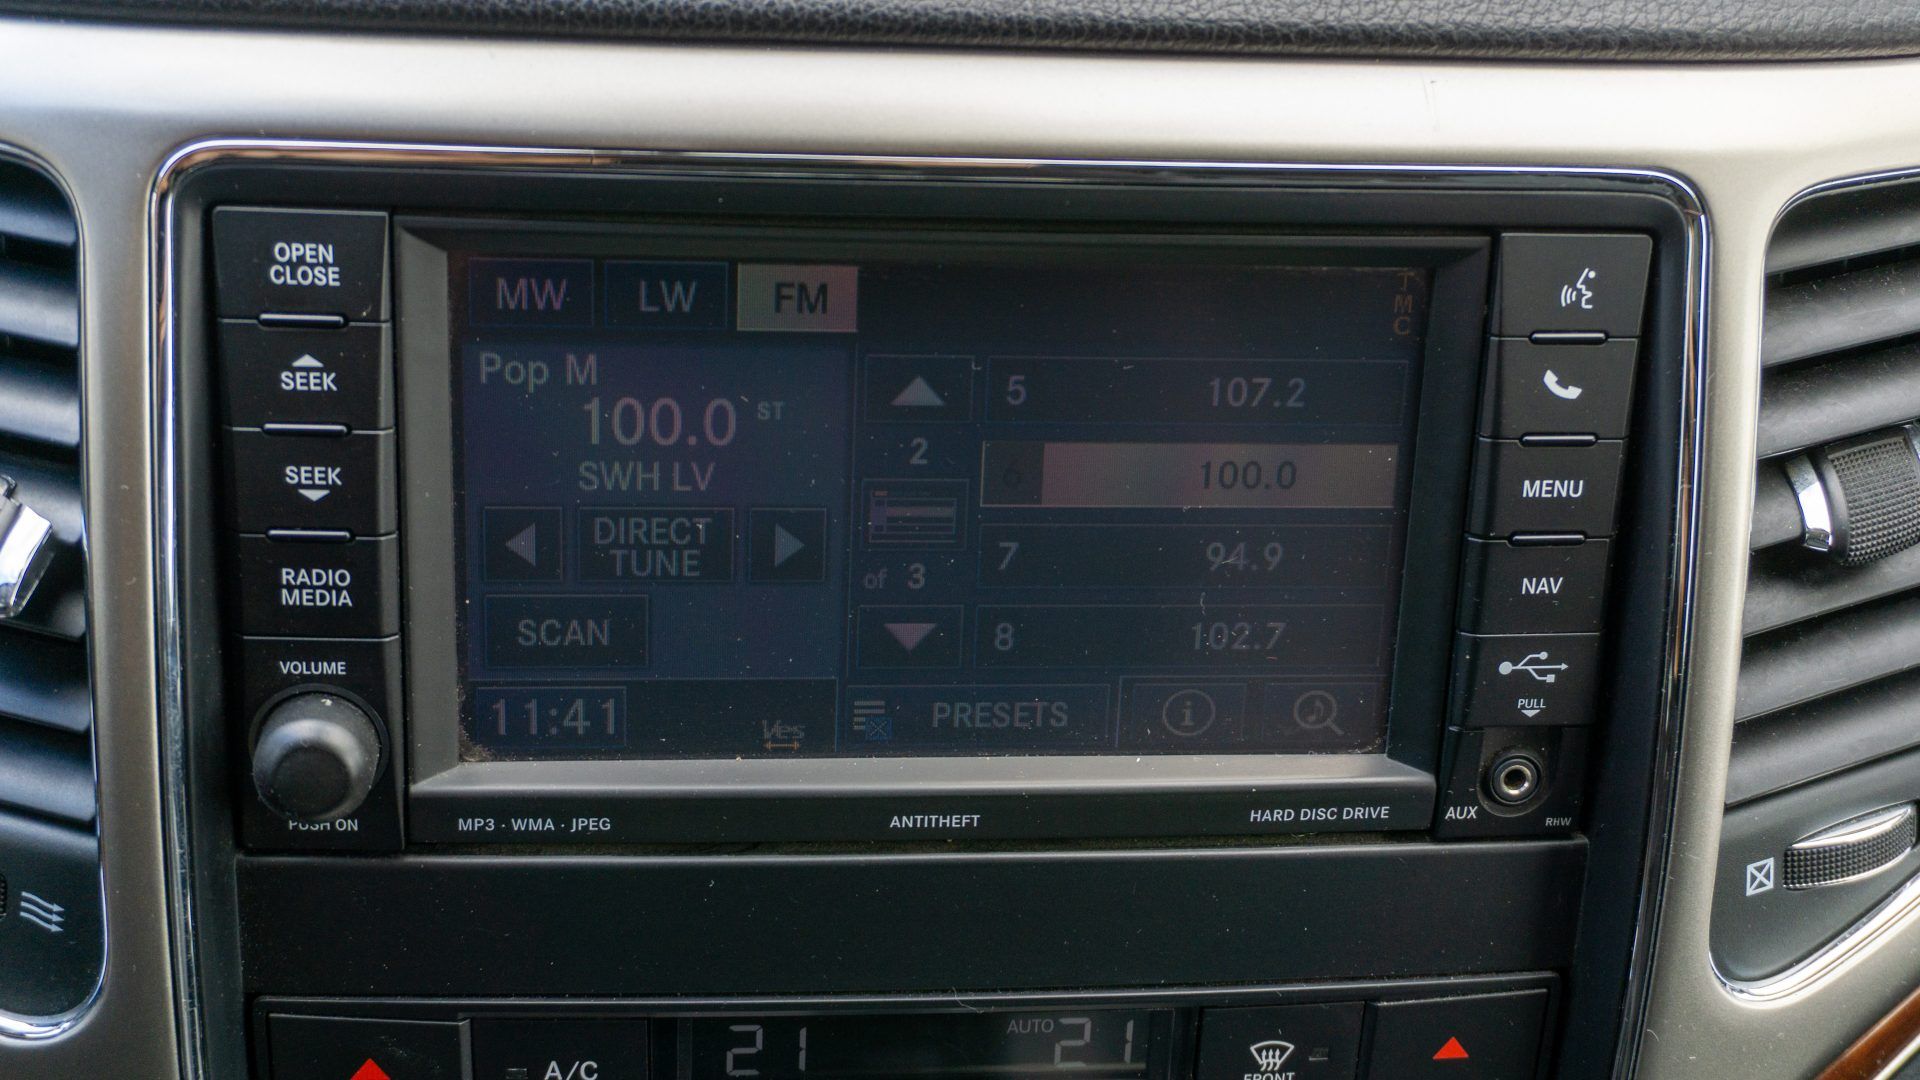 OPEN
CLOSE
SEEK
SEEK
RADIO
MEDIA
VOLUME
PUSH ON
MW
LW
FM
TMC
Pop M
100.0 ST
SWH LV
DIRECT
TUNE
SCAN
11:41
Yes
2
of 3
5 107.2
6 100.0
7 94.9
8 102.7
PRESETS
i
MENU
NAV
PULL
AUX
RHW
MP3 · WMA · JPEG
ANTITHEFT
HARD DISC DRIVE
A/C
21
AUTO 21
FRONT